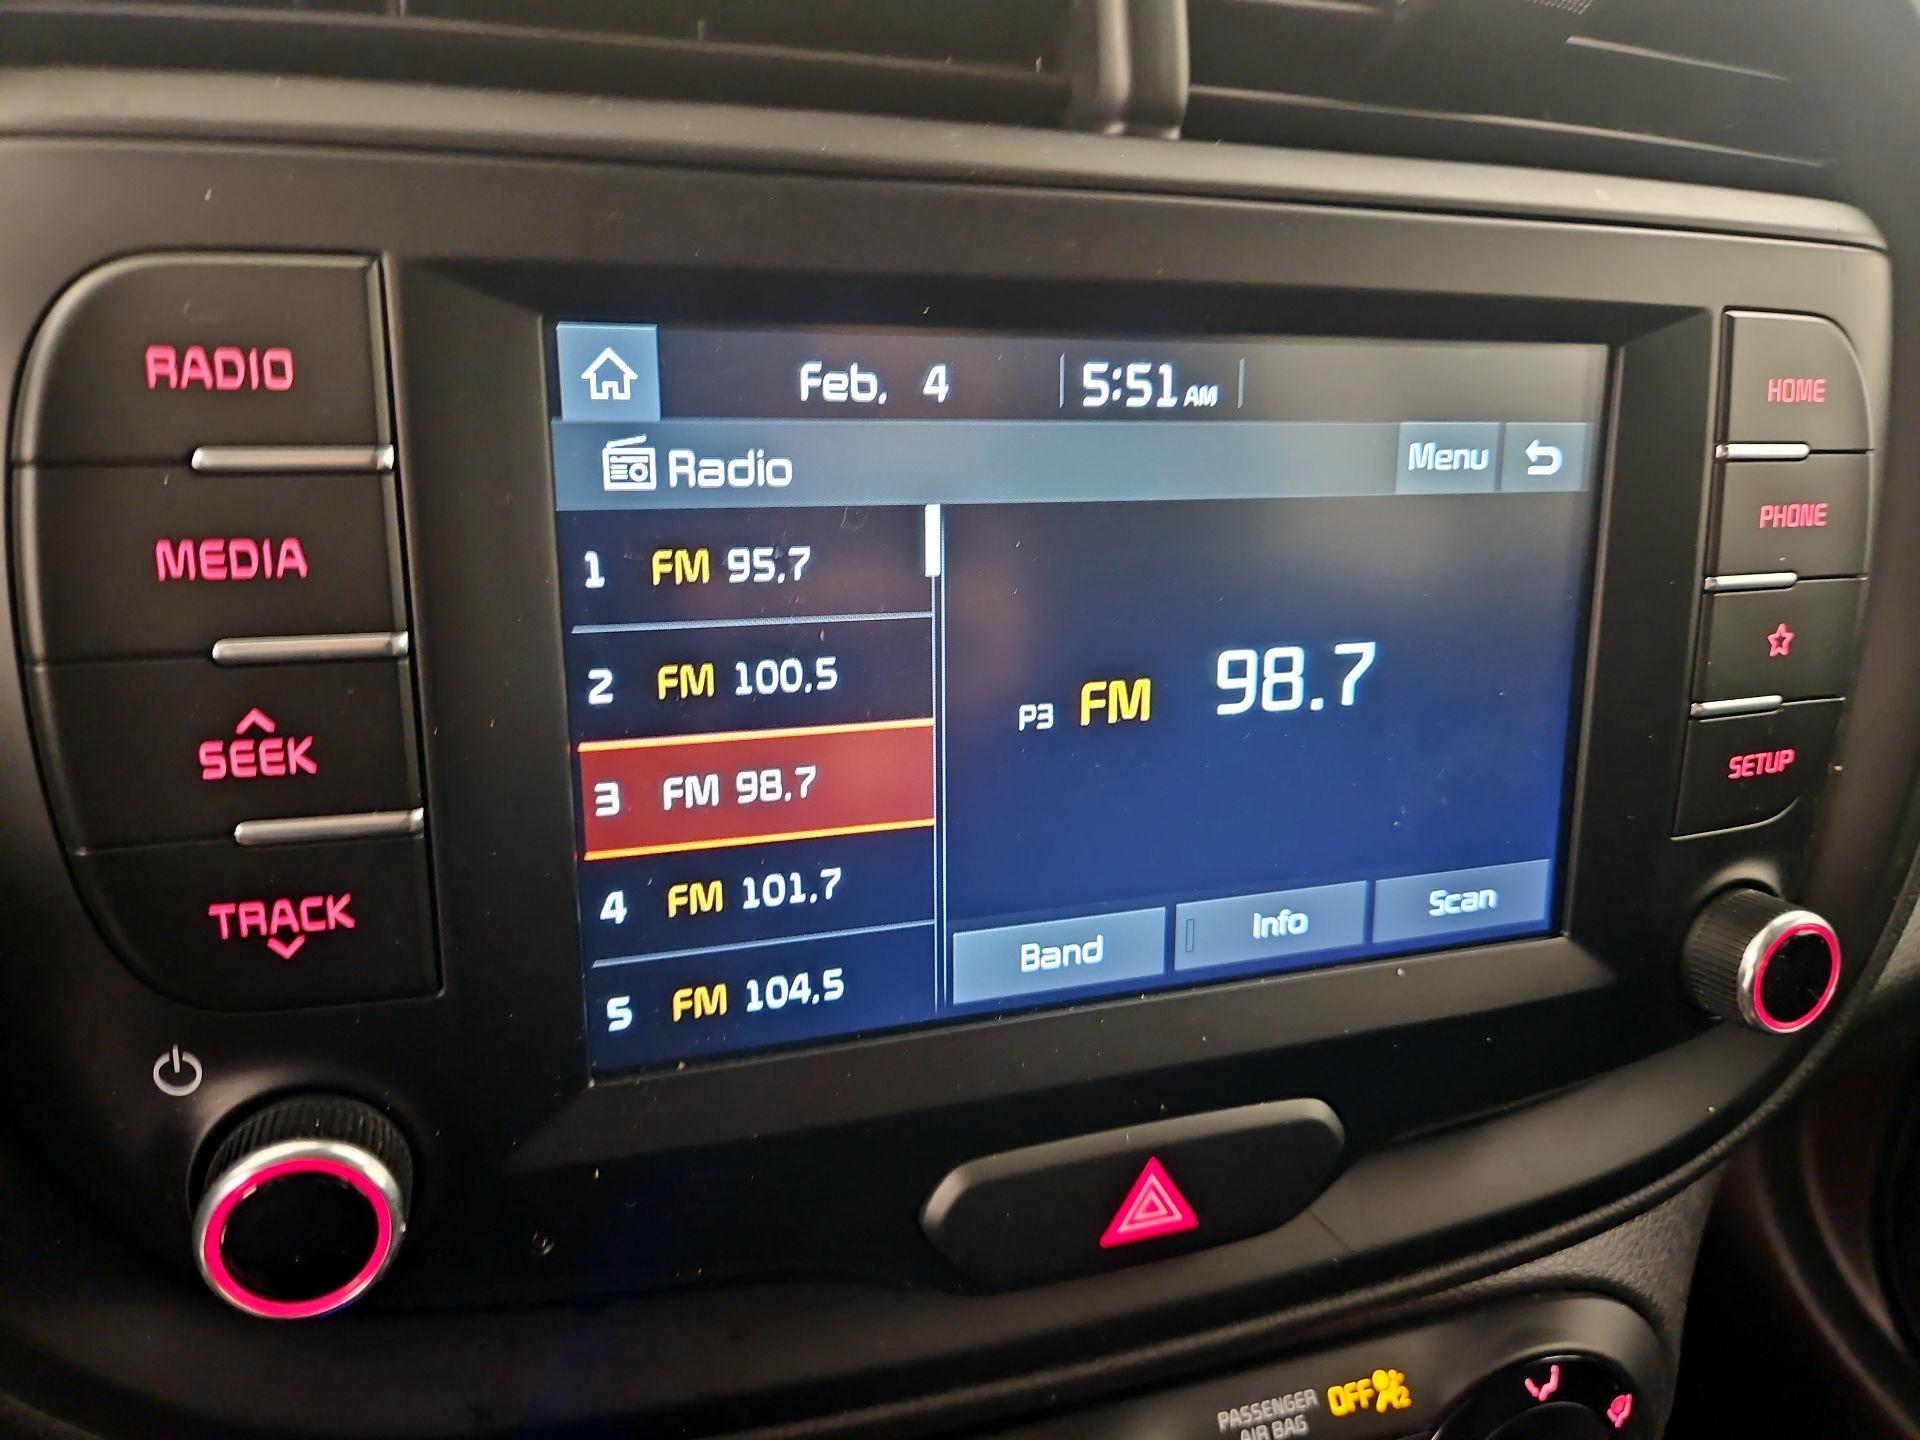 RADIO
MEDIA
SEEK
TRACK
Feb. 4
5:51 AM
Radio
Menu
1 FM 95.7
2 FM 100.5
3 FM 98.7
4 FM 101.7
5 FM 104.5
P3 FM 98.7
Band
Info
Scan
HOME
PHONE
SETUP
PASSENGER
AIR BAG
OFF
2